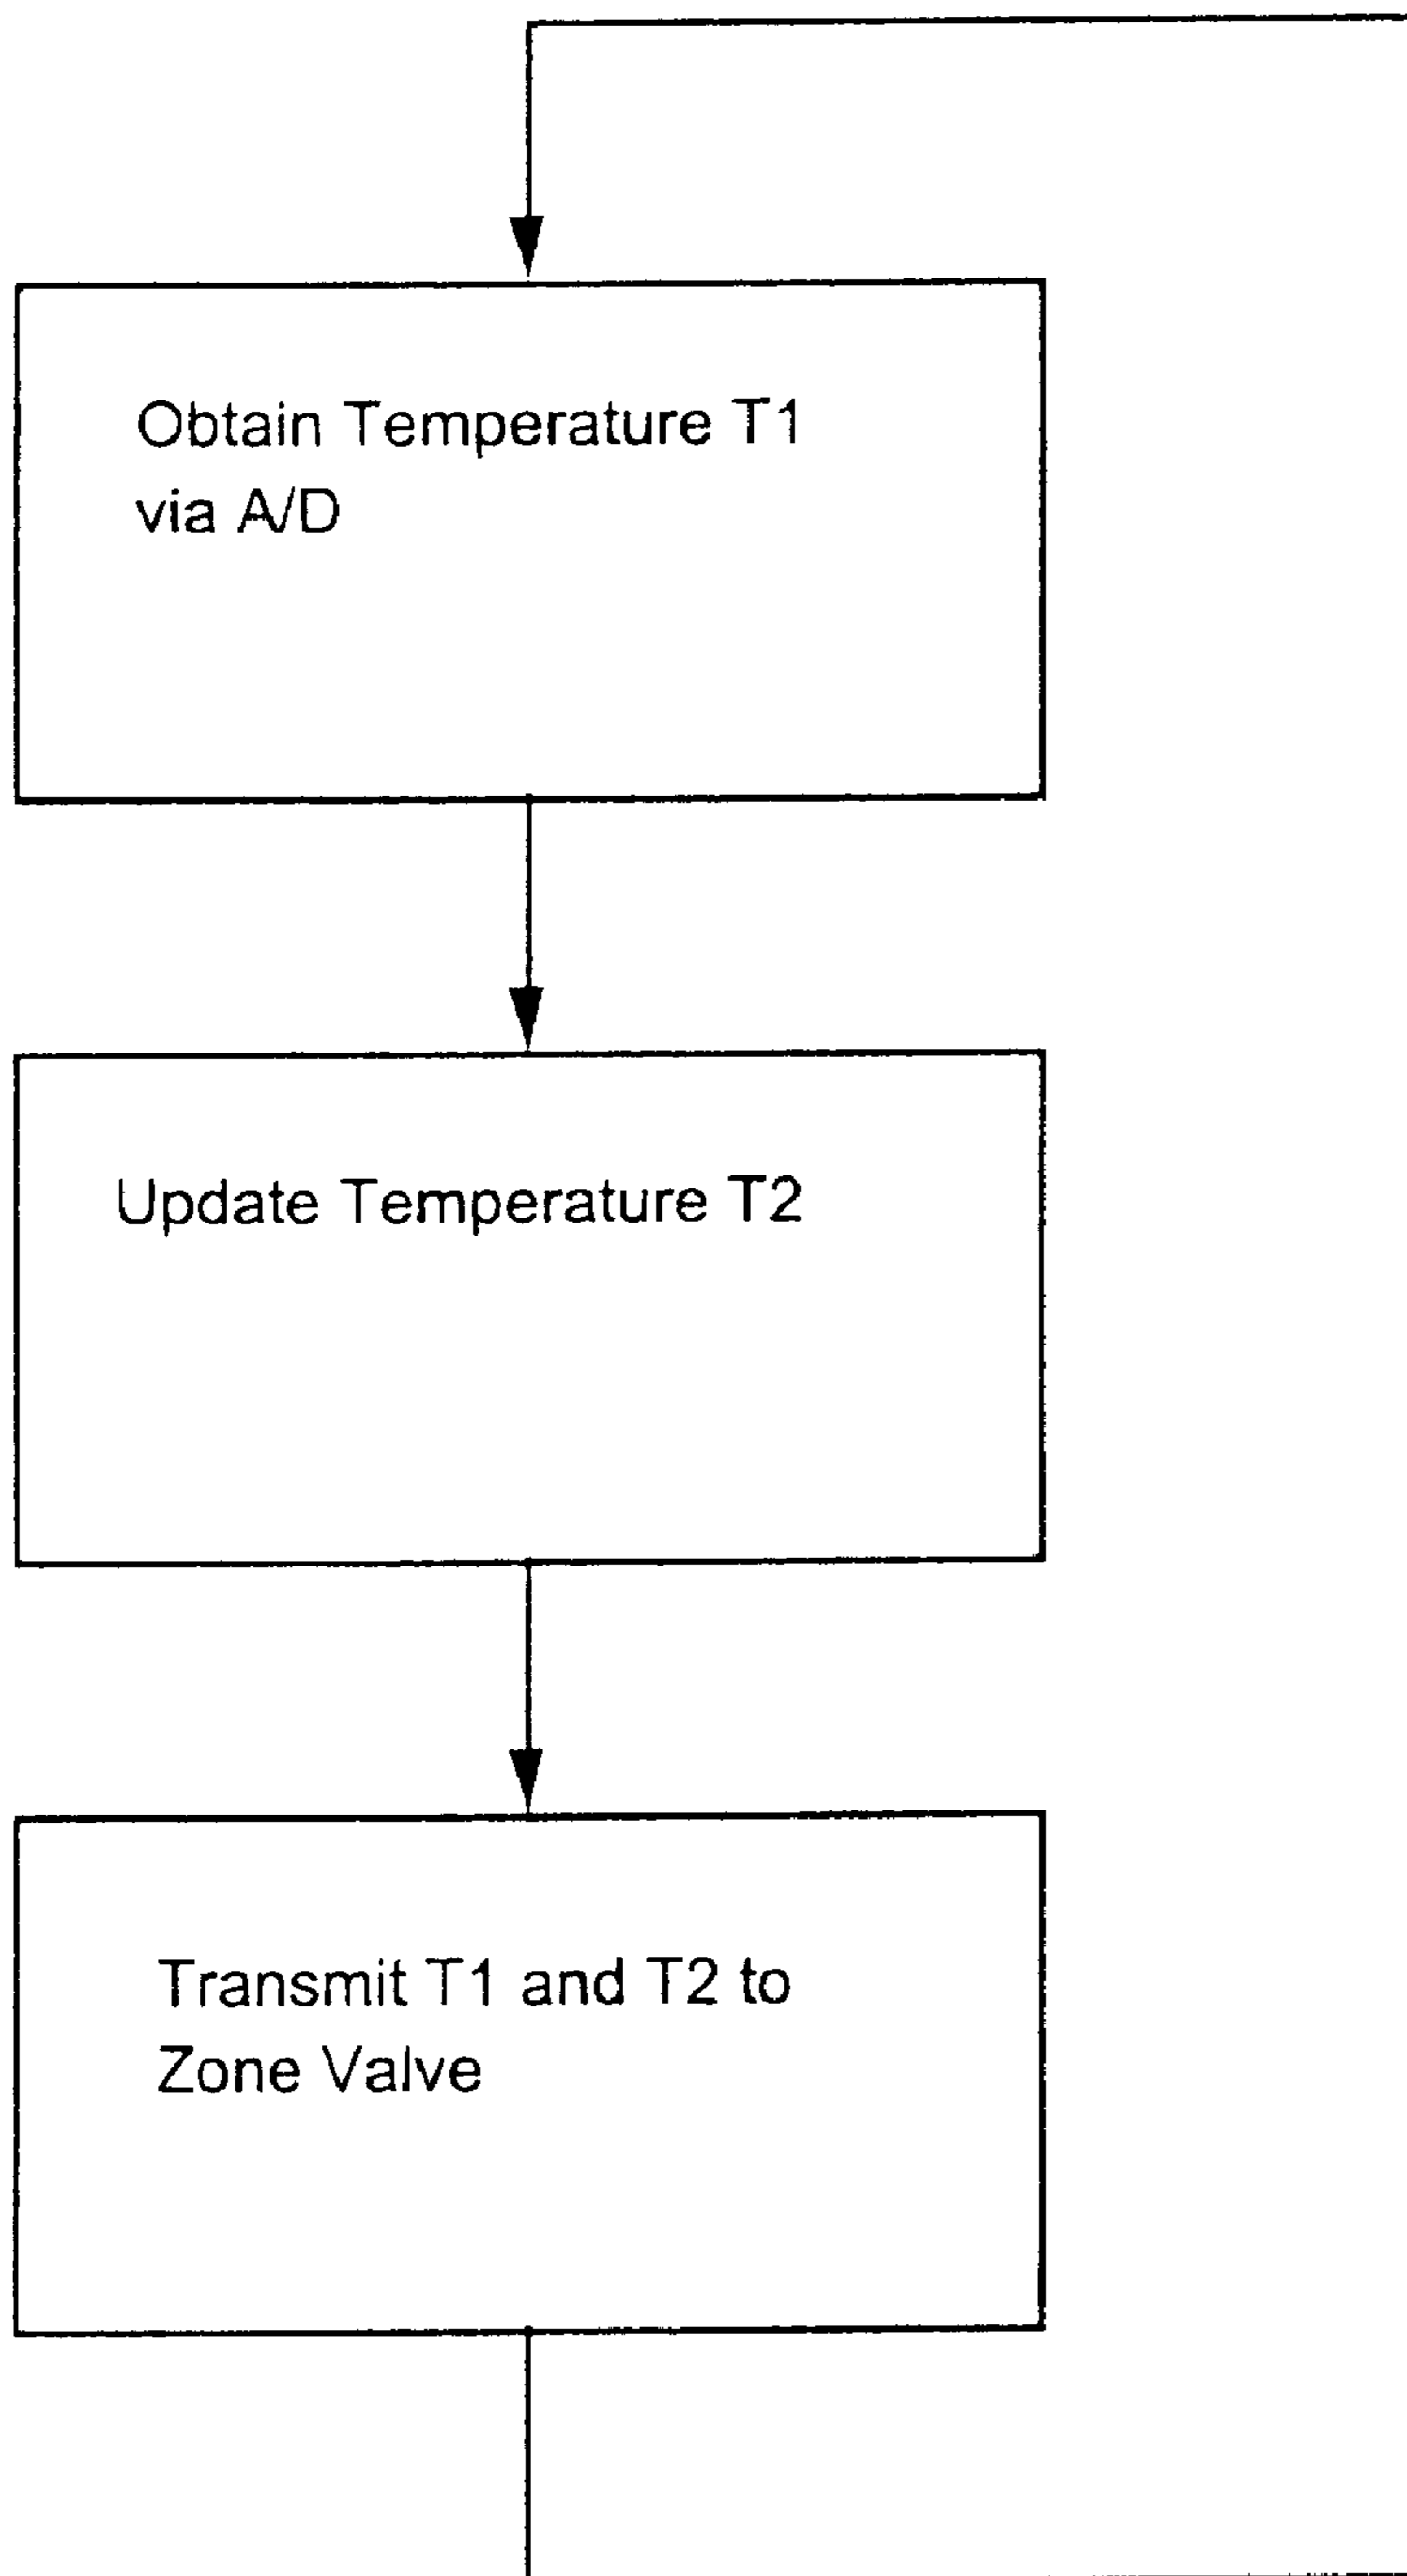 Obtain Temperature T1
via A/D
Update Temperature T2
Transmit T1 and T2 to
Zone Valve